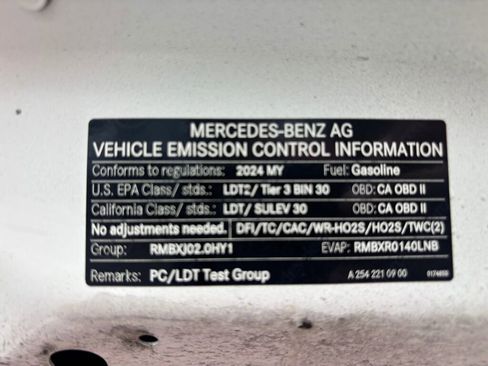 MERCEDES-BENZ AG
VEHICLE EMISSION CONTROL INFORMATION
Conforms to regulations: 2024 MY Fuel: Gasoline
U.S. EPA Class/ stds.: LDT2/ Tier 3 BIN 30 OBD: CA OBD II
California Class/ stds.: LDT/ SULEV 30 OBD: CA OBD II
No adjustments needed. DFI/TC/CAC/WR-HO2S/HO2S/TWC(2)
Group: RMBXJ02.0HY1 EVAP: RMBXR0140LNB
Remarks: PC/LDT Test Group A 254 221 09 00